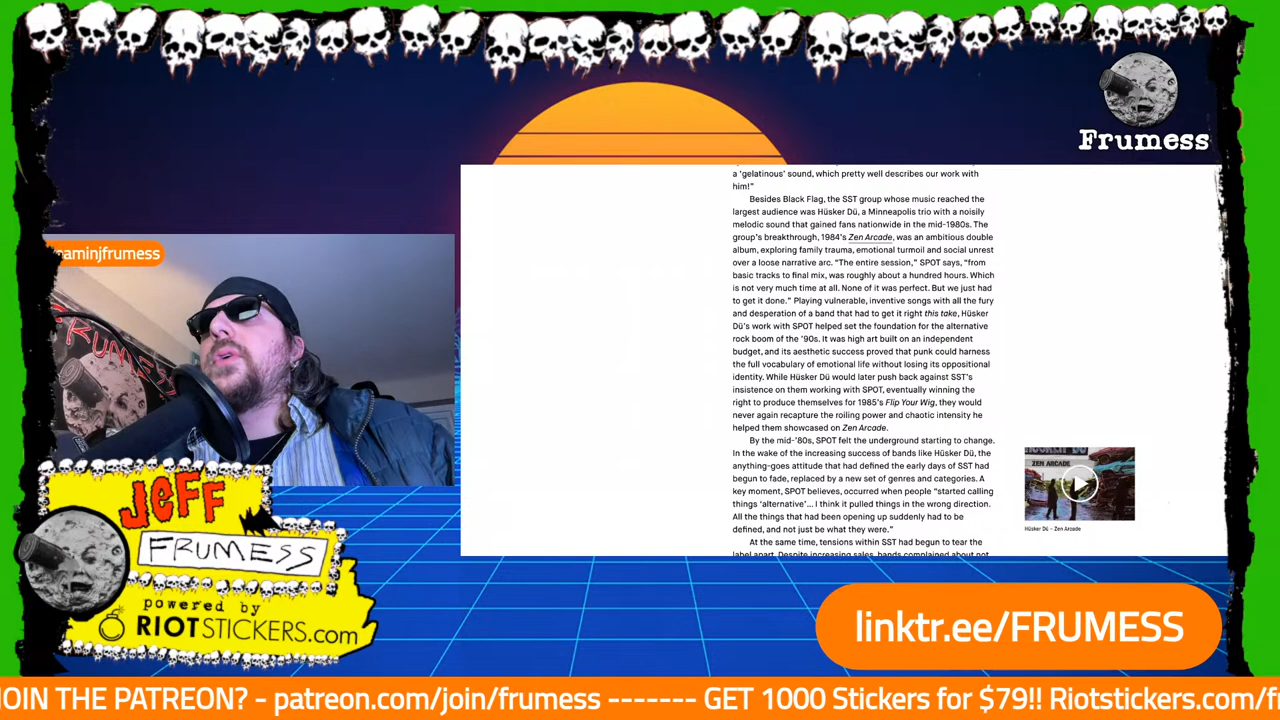 Frumess
aminjfrumess
FRUMESS
a 'gelatinous' sound, which pretty well describes our work with
him!"
Besides Black Flag, the SST group whose music reached the
largest audience was Hüsker Dü, a Minneapolis trio with a noisily
melodic sound that gained fans nationwide in the mid-1980s. The
group's breakthrough, 1984's Zen Arcade, was an ambitious double
album, exploring family trauma, emotional turmoil and social unrest
over a loose narrative arc. "The entire session," SPOT says, "from
basic tracks to final mix, was roughly about a hundred hours. Which
is not very much time at all. None of it was perfect. But we just had
to get it done." Playing vulnerable, inventive songs with all the fury
and desperation of a band that had to get it right this take, Hüsker
Dü's work with SPOT helped set the foundation for the alternative
rock boom of the '90s. It was high art built on an independent
budget, and its aesthetic success proved that punk could harness
the full vocabulary of emotional life without losing its oppositional
identity. While Hüsker Dü would later push back against SST's
insistence on them working with SPOT, eventually winning the
right to produce themselves for 1985's Flip Your Wig, they would
never again recapture the roiling power and chaotic intensity he
helped them showcased on Zen Arcade.
By the mid-'80s, SPOT felt the underground starting to change.
In the wake of the increasing success of bands like Hüsker Dü, the
anything-goes attitude that had defined the early days of SST had
begun to fade, replaced by a new set of genres and categories. A
key moment, SPOT believes, occurred when people "started calling
things 'alternative'... I think it pulled things in the wrong direction.
All the things that had been opening up suddenly had to be
defined, and not just be what they were."
At the same time, tensions within SST had begun to tear the
label apart. Despite increasing sales, bands complained about not
ZEN ARCADE
Hüsker Dü - Zen Arcade
JEFF
FRUMESS
powered by
RIOTSTICKERS.com
linktr.ee/FRUMESS
JOIN THE PATREON? - patreon.com/join/frumess ------- GET 1000 Stickers for $79!! Riotstickers.com/f